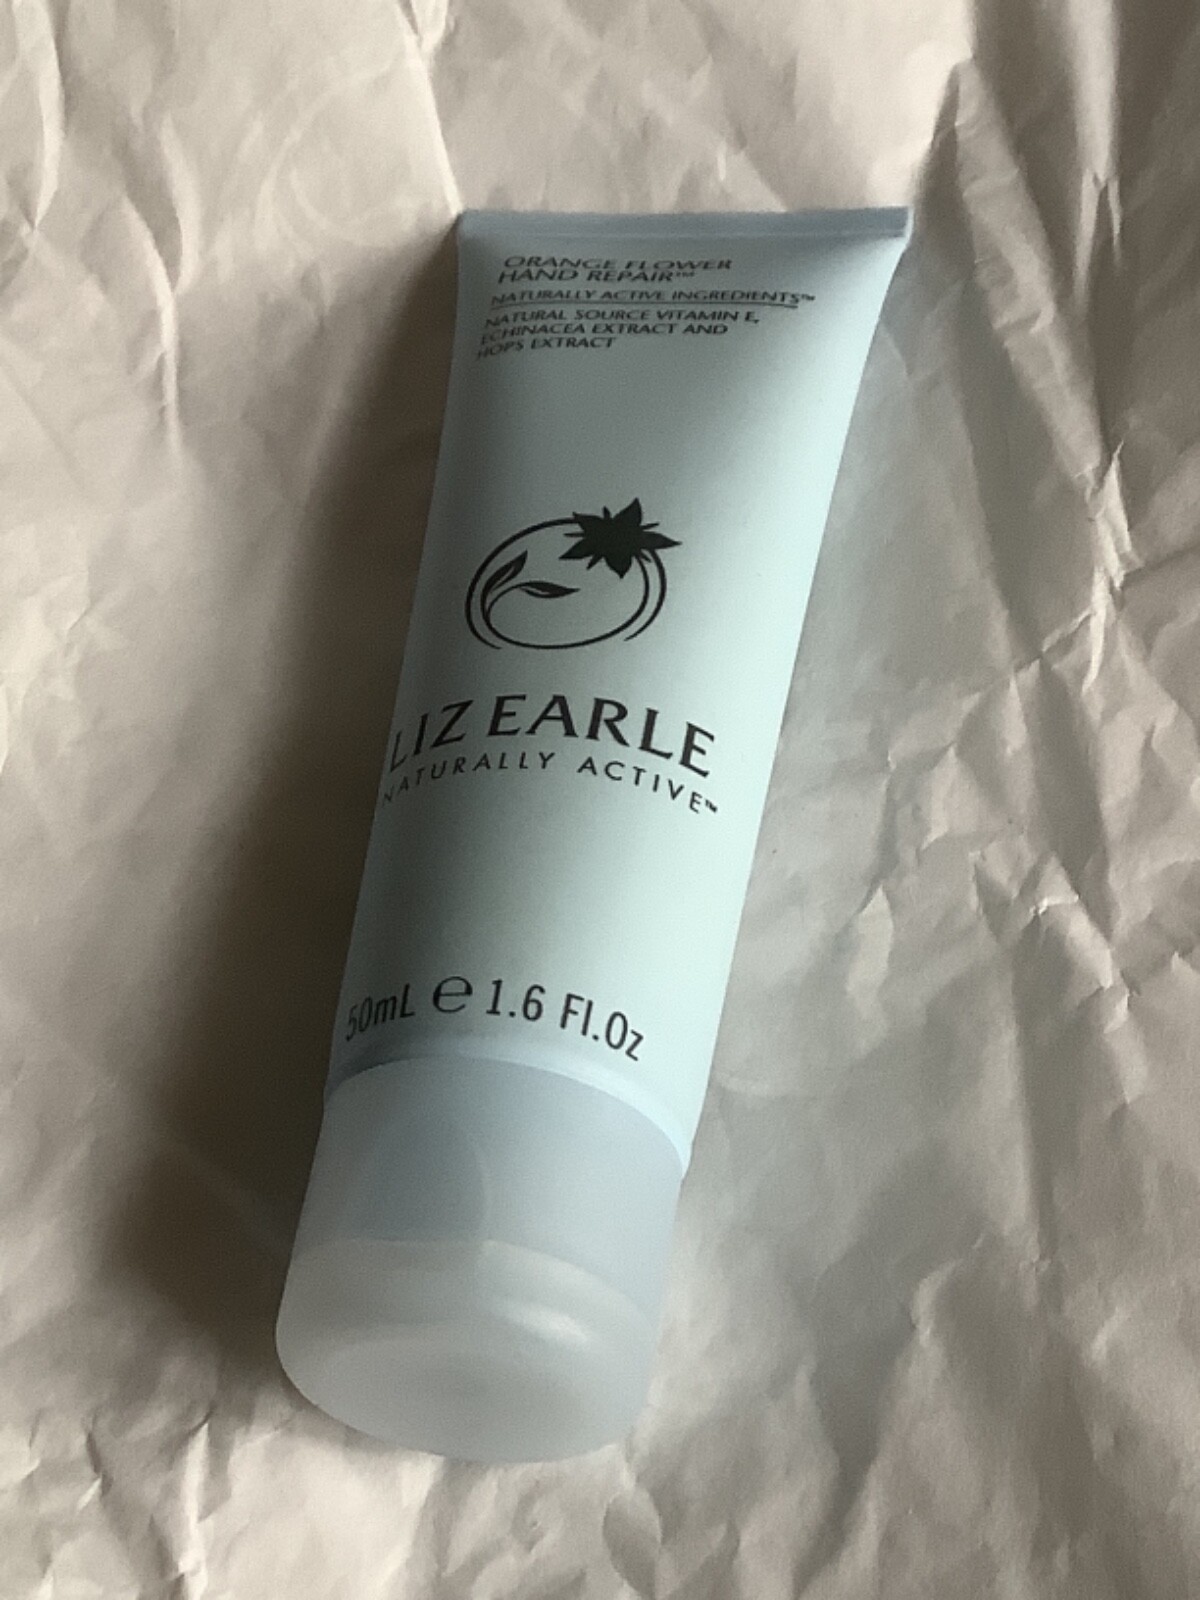 ORANGE FLOWER
HAND REPAIR™
NATURALLY ACTIVE INGREDIENTS™
NATURAL SOURCE VITAMIN E,
ECHINACEA EXTRACT AND
HOPS EXTRACT
LIZ EARLE
NATURALLY ACTIVE™
50mL ℮ 1.6 Fl.Oz